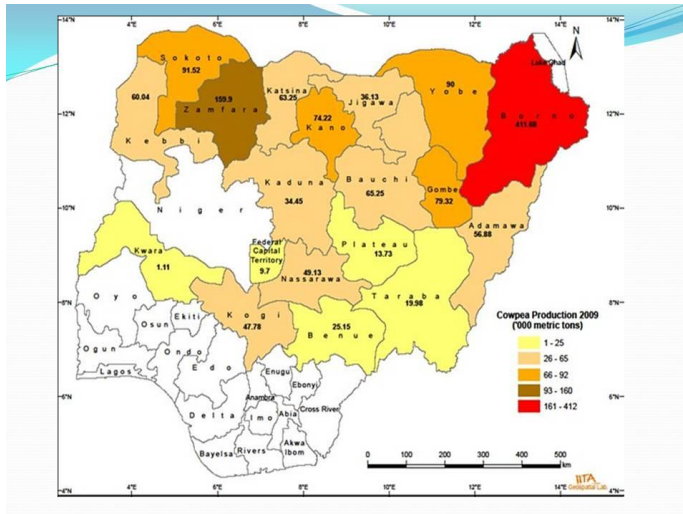 4°E 6°E 8°E 10°E 12°E 14°E
14°N 14°N
N
Lake Chad
Sokoto
91.52
Katsina
63.25
Jigawa
36.13
Yobe
90
60.04
Kebbi
Zamfara
159.9
74.22
Kano
Borno
411.68
12°N 12°N
Kaduna
34.45
Bauchi
65.25
Gombe
79.32
Adamawa
56.88
Niger
10°N 10°N
Kwara
1.11
Federal
Capital
Territory
9.7
Plateau
13.73
Nassarawa
49.13
Taraba
19.98
8°N 8°N
Oyo
Osun
Ekiti
Kogi
47.78
Benue
25.15
Ogun
Ondo
Edo
Lagos
Enugu
Ebonyi
Anambra
6°N 6°N
Delta
Imo
Abia
Cross River
Bayelsa
Rivers
Akwa
Ibom
Cowpea Production 2009
('000 metric tons)
1 - 25
26 - 65
66 - 92
93 - 160
161 - 412
0 100 200 300 400 500
km
IITA
Geospatial Lab.
4°N 4°N
4°E 6°E 8°E 10°E 12°E 14°E